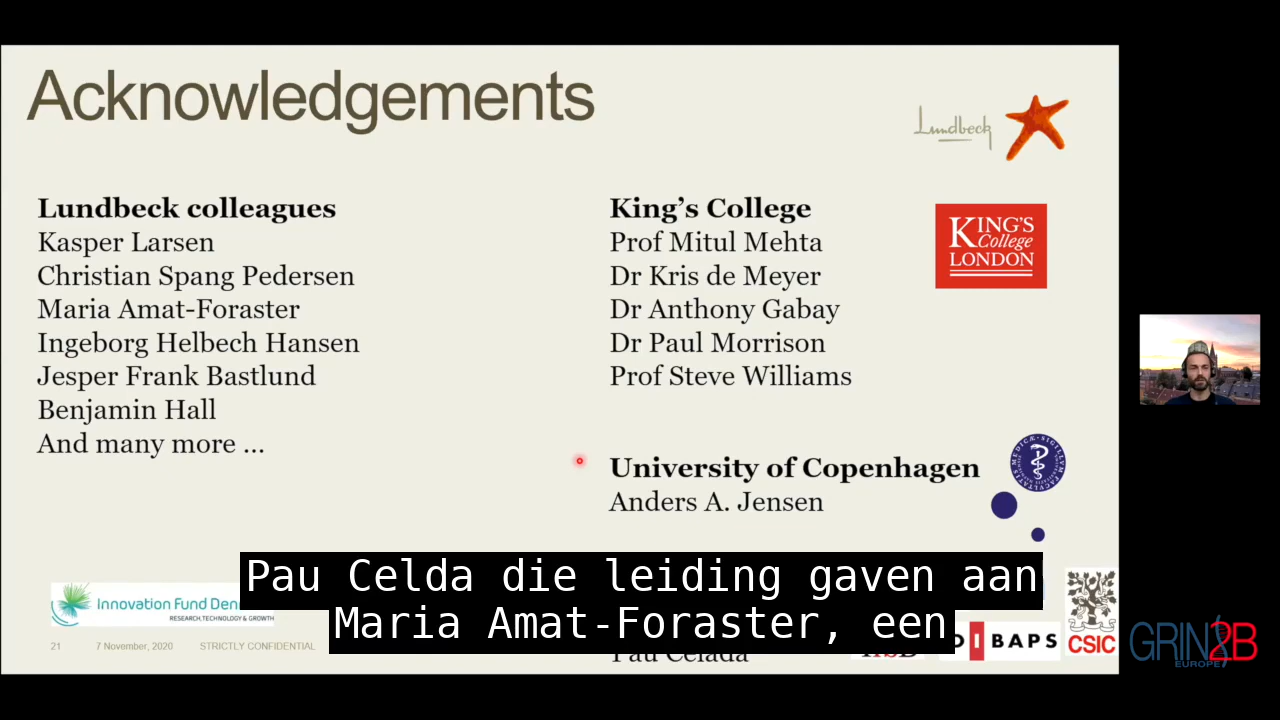 Acknowledgements
Lundbeck
Lundbeck colleagues
Kasper Larsen
Christian Spang Pedersen
Maria Amat-Foraster
Ingeborg Helbech Hansen
Jesper Frank Bastlund
Benjamin Hall
And many more ...
King's College
Prof Mitul Mehta
Dr Kris de Meyer
Dr Anthony Gabay
Dr Paul Morrison
Prof Steve Williams
KING'S
College
LONDON
University of Copenhagen
Anders A. Jensen
Pau Celada
Innovation Fund
RESEARCH, TECHNOLOGY & GROWTH
21 7 November, 2020 STRICTLY CONFIDENTIAL
Pau Celda die leiding gaven aan
Maria Amat-Foraster, een
DIBAPS
CSIC
GRIN2B
EUROPE